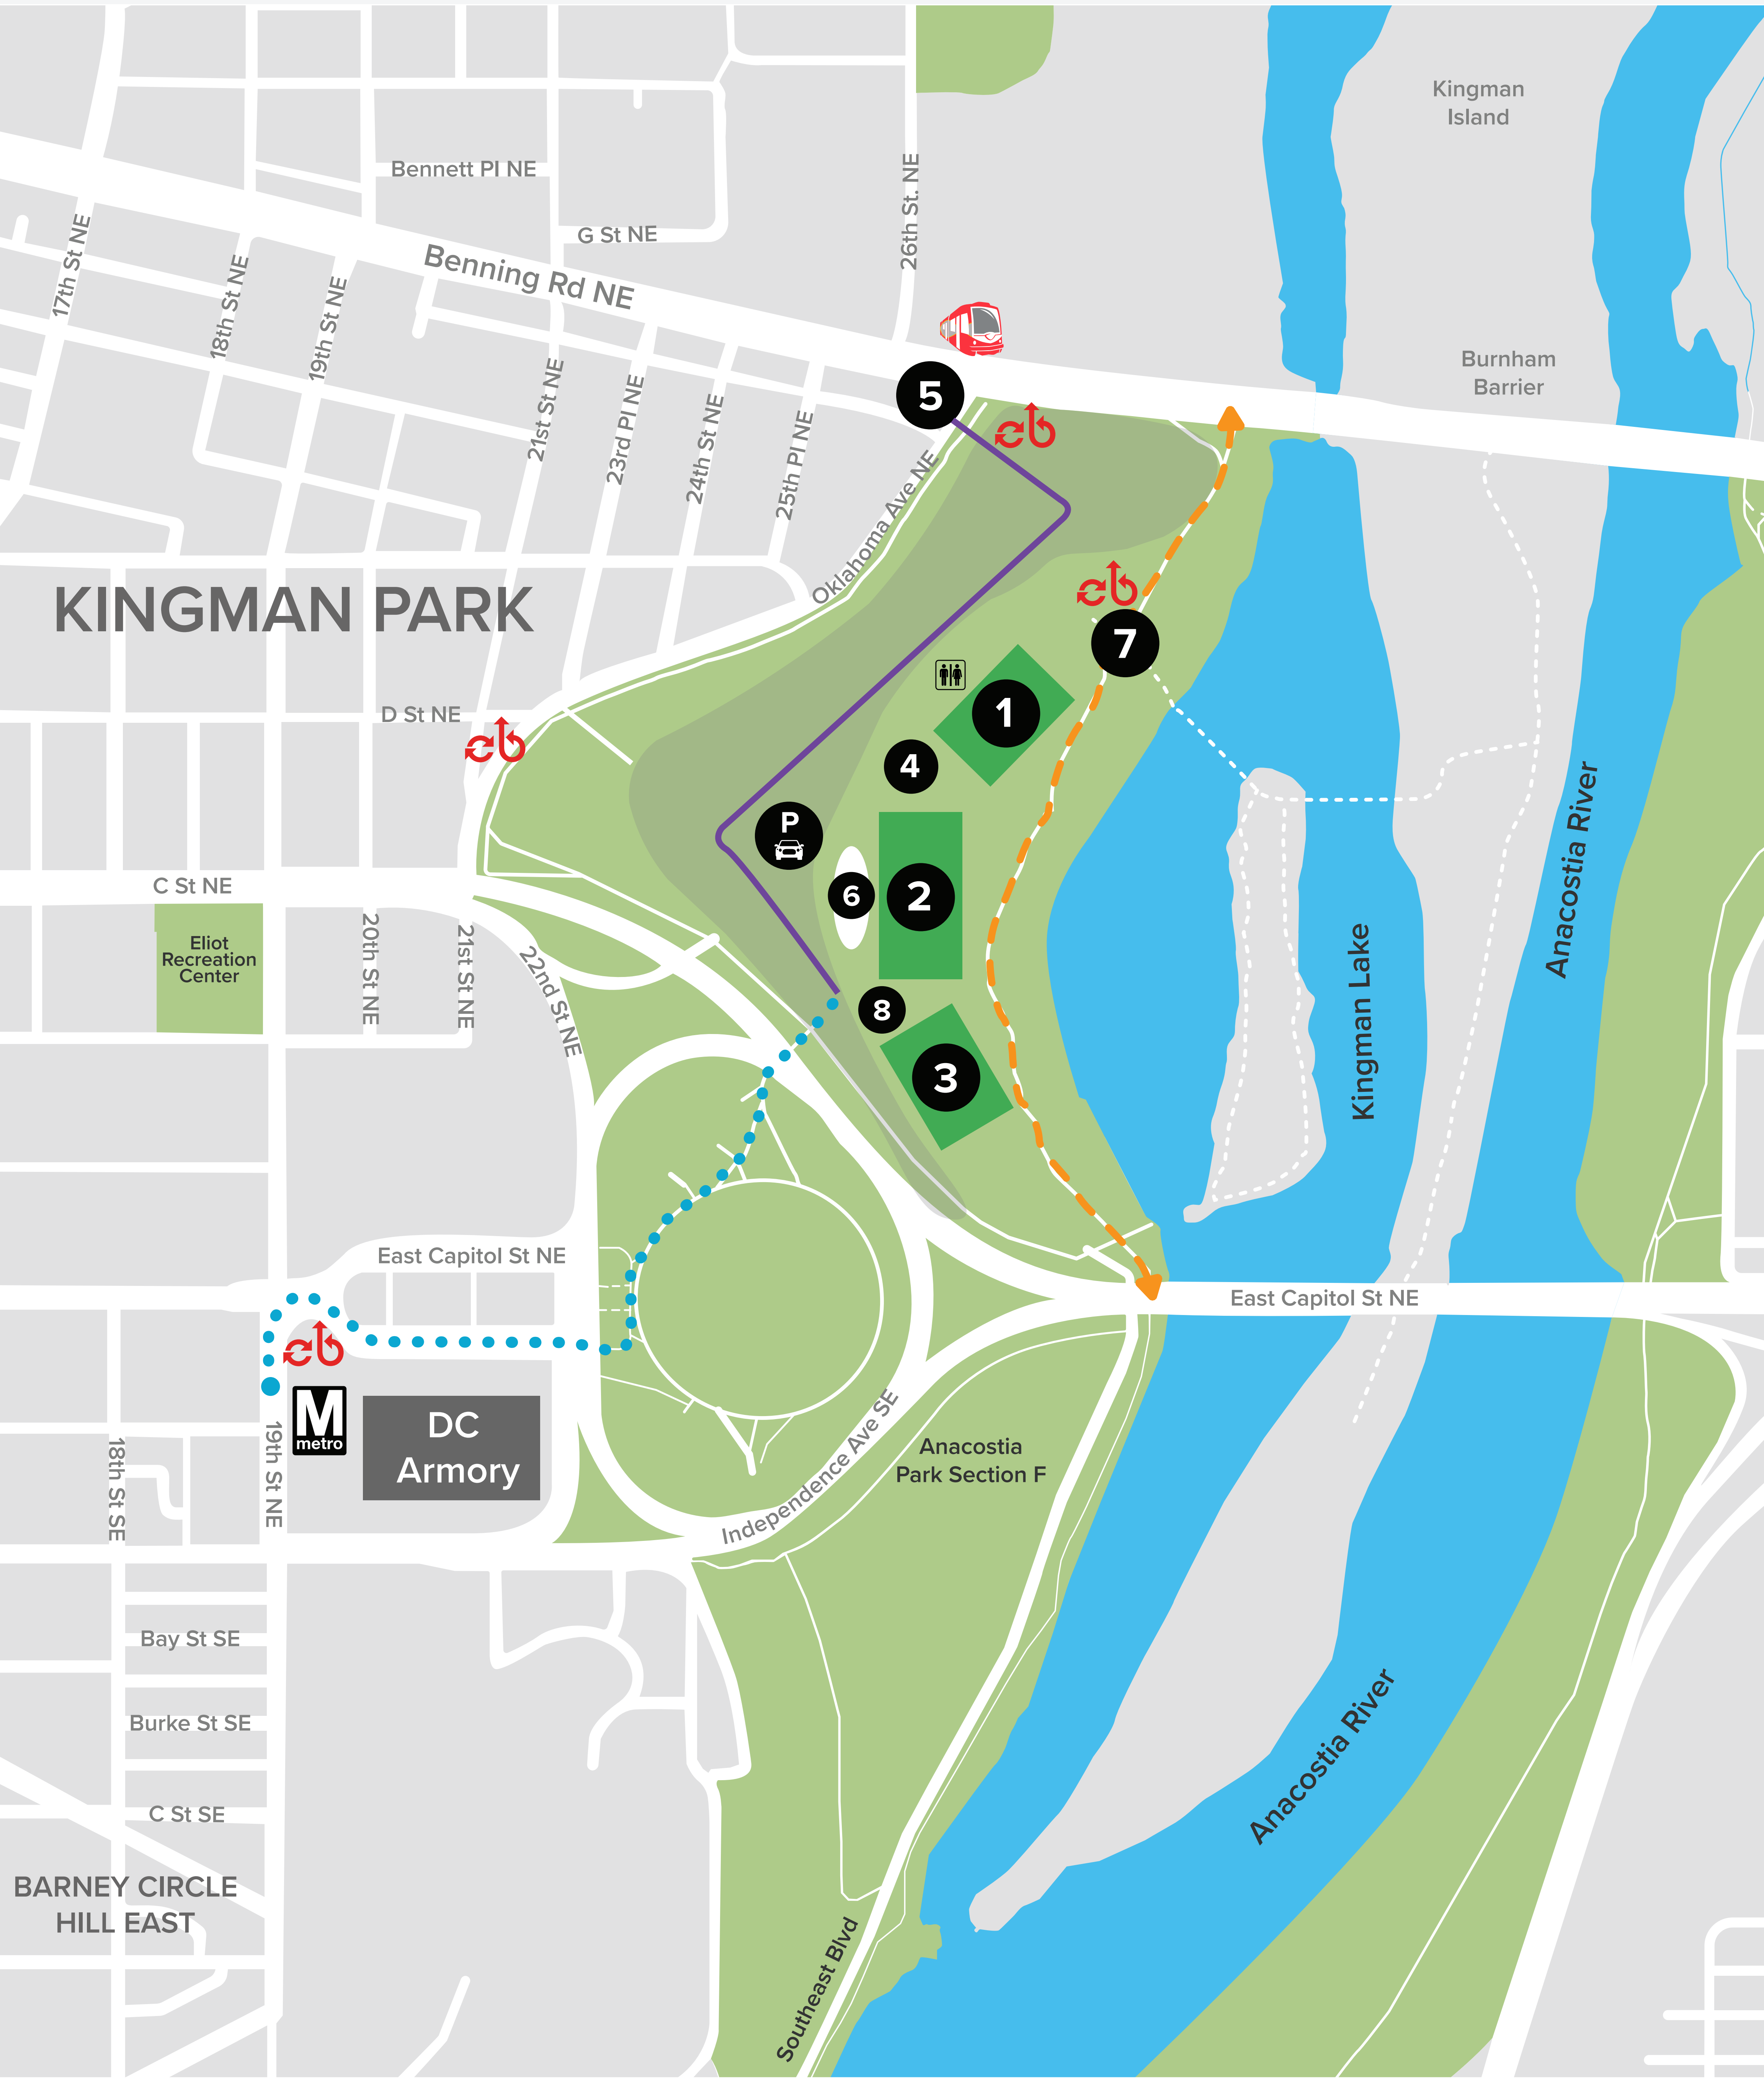 Kingman
Island
Bennett Pl NE
26th St. NE
17th St NE
G St NE
Benning Rd NE
18th St NE
19th St NE
Burnham
Barrier
5
21st St NE
23rd Pl NE
24th St NE
25th Pl NE
Oklahoma Ave NE
KINGMAN PARK
7
D St NE
1
4
P
Anacostia River
C St NE
6
2
Eliot
Recreation
Center
20th St NE
21st St NE
22nd St NE
Kingman Lake
8
3
East Capitol St NE
East Capitol St NE
M
metro
DC
Armory
19th St NE
18th St SE
Independence Ave SE
Anacostia
Park Section F
Bay St SE
Burke St SE
Anacostia River
C St SE
BARNEY CIRCLE
HILL EAST
Southeast Blvd